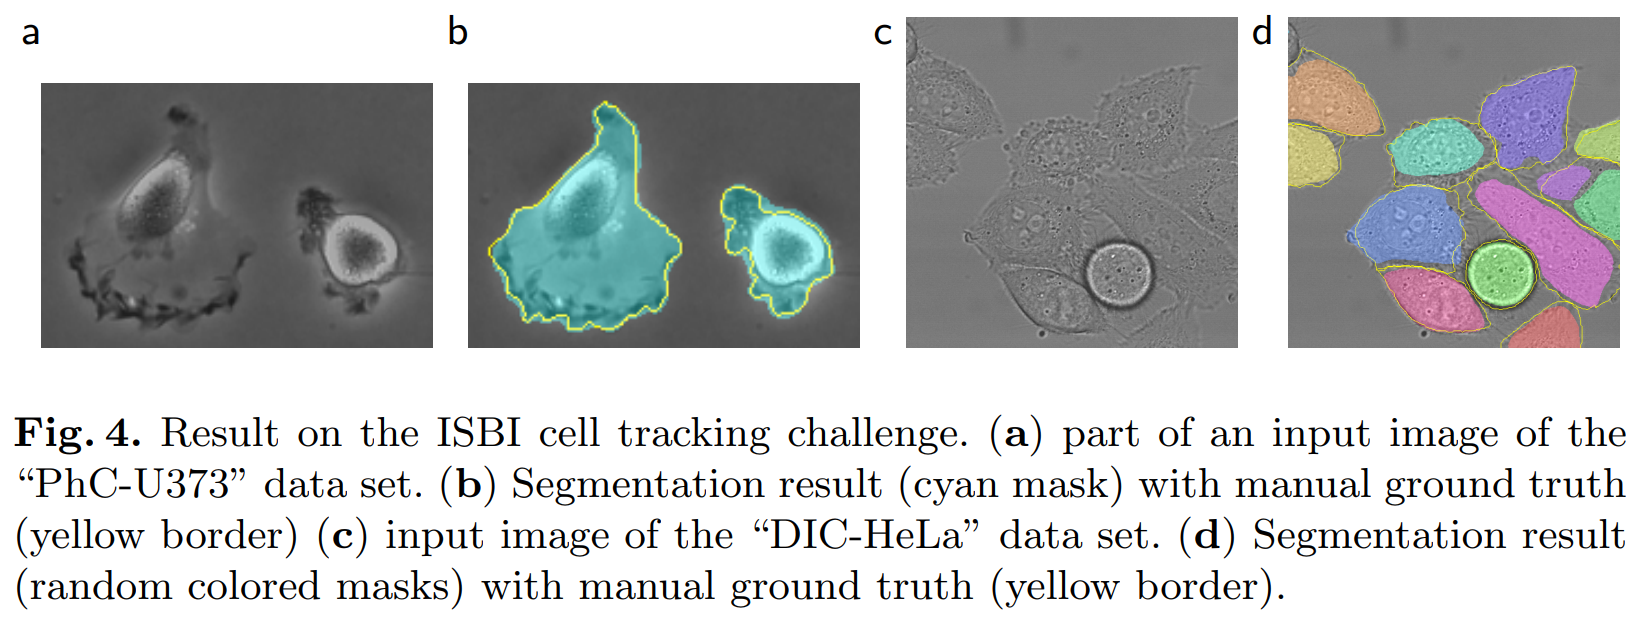 a b c d
Fig. 4. Result on the ISBI cell tracking challenge. (a) part of an input image of the
“PhC-U373” data set. (b) Segmentation result (cyan mask) with manual ground truth
(yellow border) (c) input image of the “DIC-HeLa” data set. (d) Segmentation result
(random colored masks) with manual ground truth (yellow border).